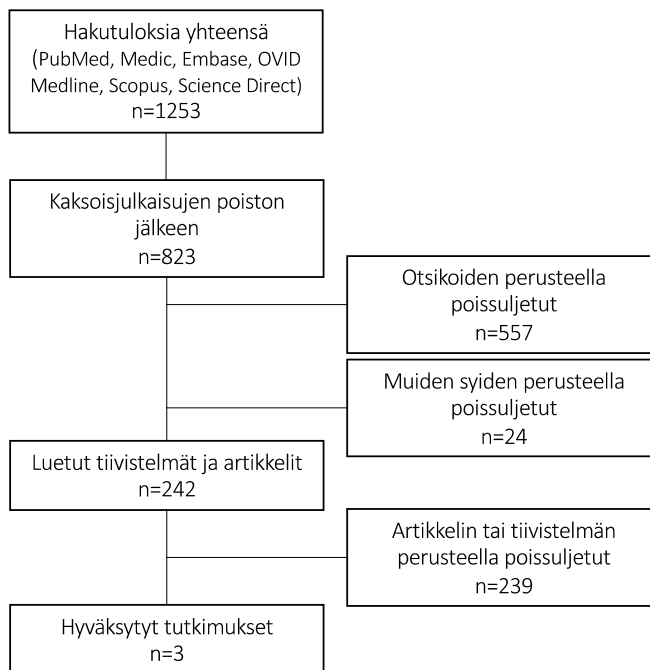 Hakutuloksia yhteensä
(PubMed, Medic, Embase, OVID
Medline, Scopus, Science Direct)
n=1253
Kaksoisjulkaisujen poiston
jälkeen
n=823
Otsikoiden perusteella
poissuljetut
n=557
Muiden syiden perusteella
poissuljetut
n=24
Luetut tiivistelmät ja artikkelit
n=242
Artikkelin tai tiivistelmän
perusteella poissuljetut
n=239
Hyväksytyt tutkimukset
n=3